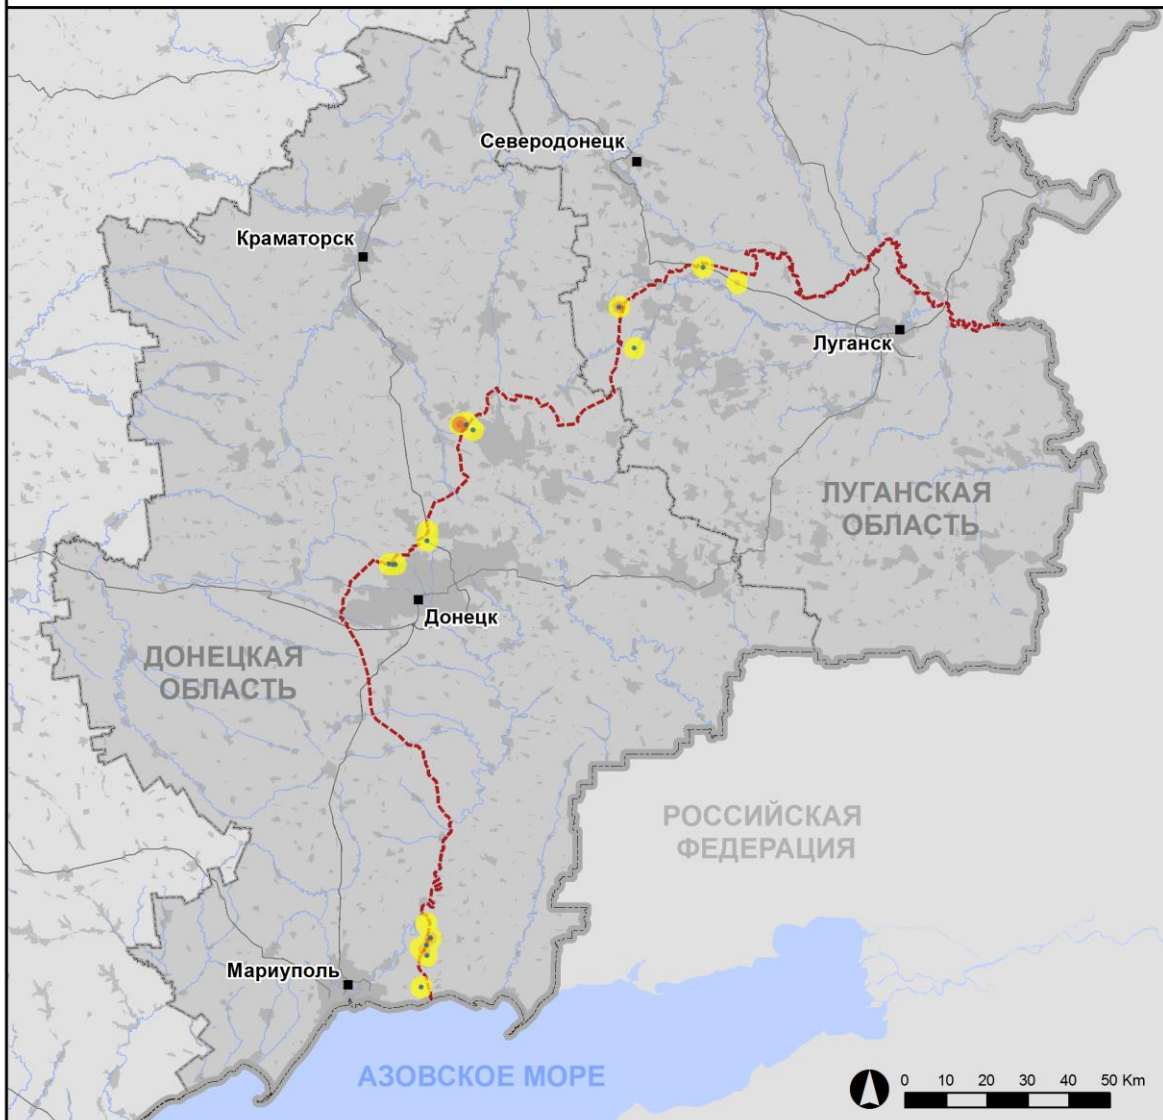 Северодонецк
Краматорск
Луганск
ЛУГАНСКАЯ
ОБЛАСТЬ
Донецк
ДОНЕЦКАЯ
ОБЛАСТЬ
РОССИЙСКАЯ
ФЕДЕРАЦИЯ
Мариуполь
АЗОВСКОЕ МОРЕ
0 10 20 30 40 50 Km